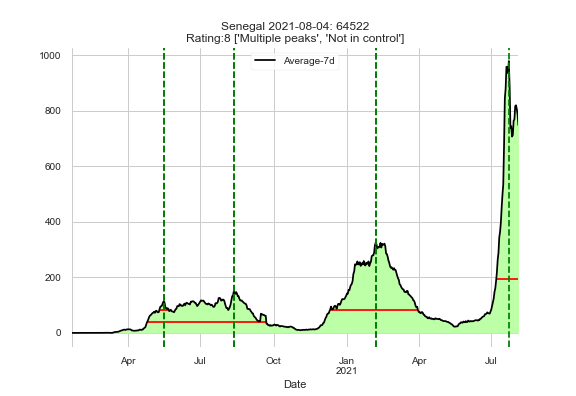 Senegal 2021-08-04: 64522
Rating:8 ['Multiple peaks', 'Not in control']
Average-7d
1000
800
600
400
200
0
Apr Jul Oct Jan Apr Jul
2021
Date